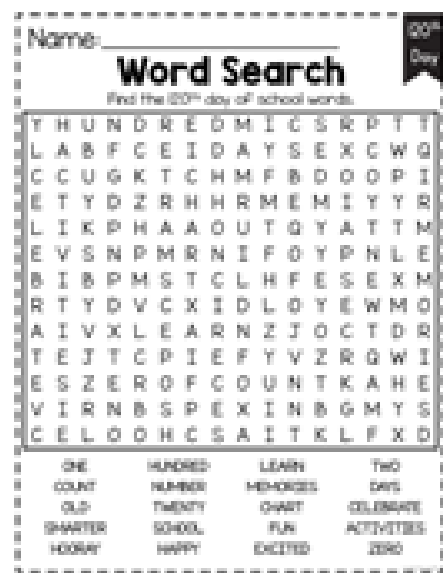 Name:
120th
Day
Word Search
Find the 120th day of school words.
Y H U N D R E D M I C S R P T T
L A B F C E I D A Y S E X C W Q
C C U G K T C H M F B D O O P I
E T Y D Z R H H R M E M I Y Y R
L I K P H A A O U T Q Y A T T M
E V S N P M R N I F O Y P N L E
B I B P M S T C L H F E S E X M
R T Y D V C X I D L O Y E W M O
A I V X L E A R N Z J O C T D R
T E J T C P I E F Y V Z R Q W I
E S Z E R O F C O U N T K A H E
V I R N B S P E X I N B G M Y S
C E L O O H C S A I T K L F X D
ONE HUNDRED LEARN TWO
COUNT NUMBER MEMORIES DAYS
OLD TWENTY CHART CELEBRATE
SMARTER SCHOOL FUN ACTIVITIES
HOORAY HAPPY EXCITED ZERO